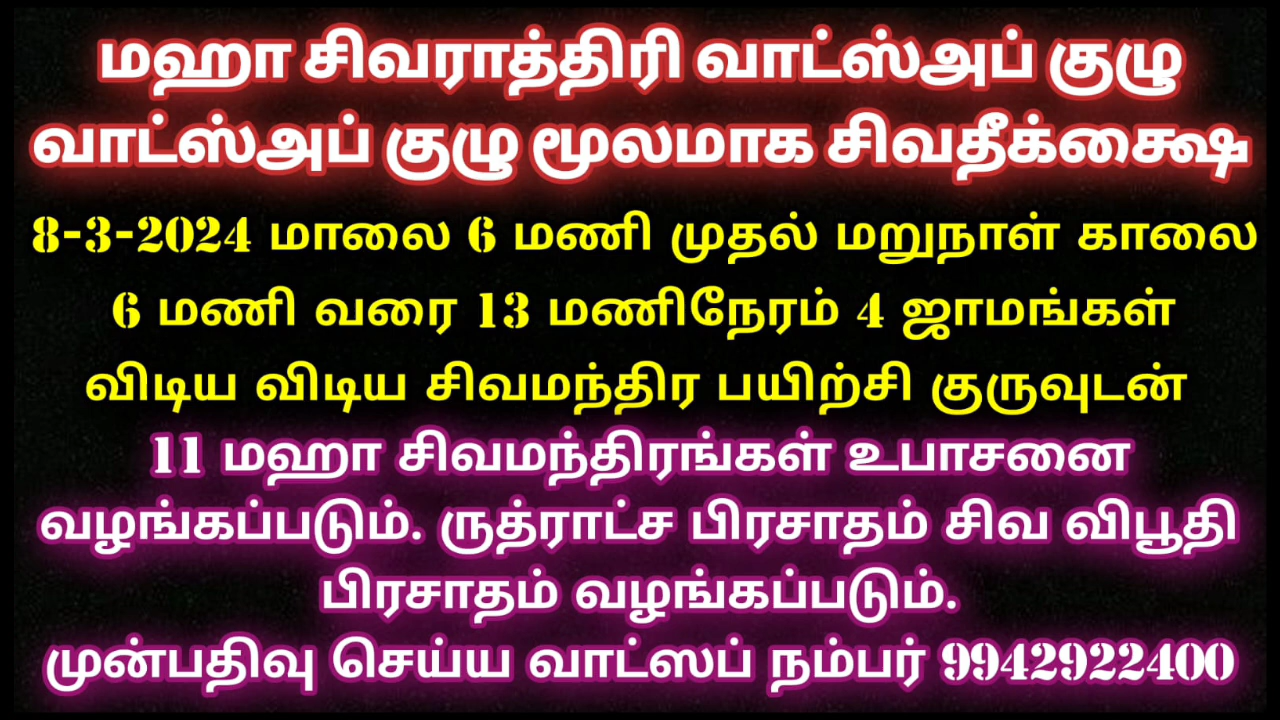 மஹா சிவராத்திரி வாட்ஸ்அப் குழு
வாட்ஸ்அப் குழு மூலமாக சிவதீக்க்ஷை
8-3-2024 மாலை 6 மணி முதல் மறுநாள் காலை
6 மணி வரை 13 மணிநேரம் 4 ஜாமங்கள்
விடிய விடிய சிவமந்திர பயிற்சி குருவுடன்
11 மஹா சிவமந்திரங்கள் உபாசனை
வழங்கப்படும். ருத்ராட்ச பிரசாதம் சிவ விபூதி
பிரசாதம் வழங்கப்படும்.
முன்பதிவு செய்ய வாட்ஸப் நம்பர் 9942922400